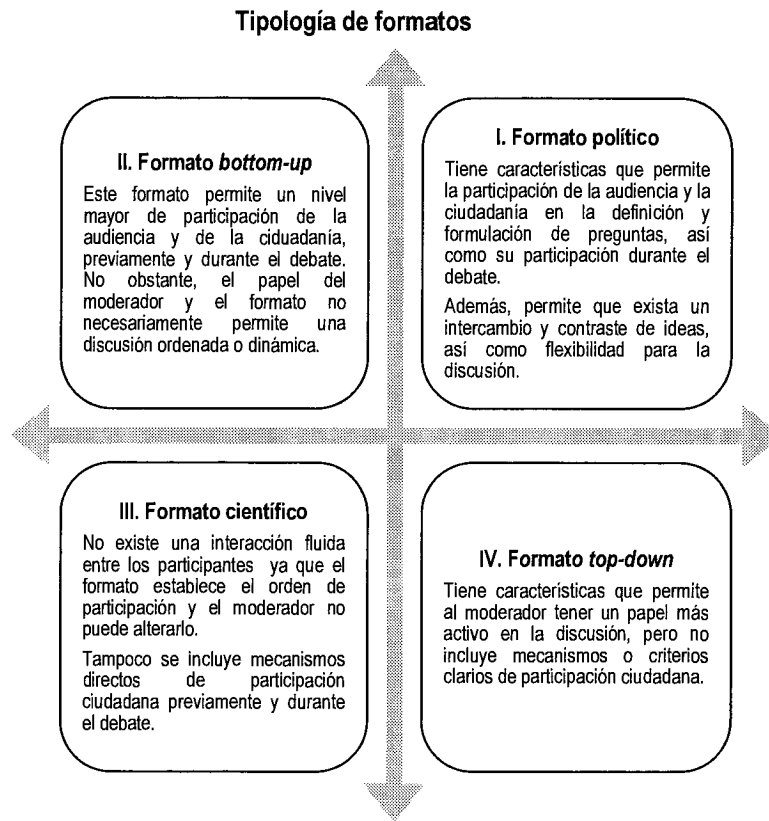 Tipología de formatos
II. Formato bottom-up
Este formato permite un nivel
mayor de participación de la
audiencia y de la ciduadanía,
previamente y durante el debate.
No obstante, el papel del
moderador y el formato no
necesariamente permite una
discusión ordenada o dinámica.
I. Formato político
Tiene características que permite
la participación de la audiencia y la
ciudadanía en la definición y
formulación de preguntas, así
como su participación durante el
debate.
Además, permite que exista un
intercambio y contraste de ideas,
así como flexibilidad para la
discusión.
III. Formato científico
No existe una interacción fluida
entre los participantes ya que el
formato establece el orden de
participación y el moderador no
puede alterarlo.
Tampoco se incluye mecanismos
directos de participación
ciudadana previamente y durante
el debate.
IV. Formato top-down
Tiene características que permite
al moderador tener un papel más
activo en la discusión, pero no
incluye mecanismos o criterios
clarios de participación ciudadana.